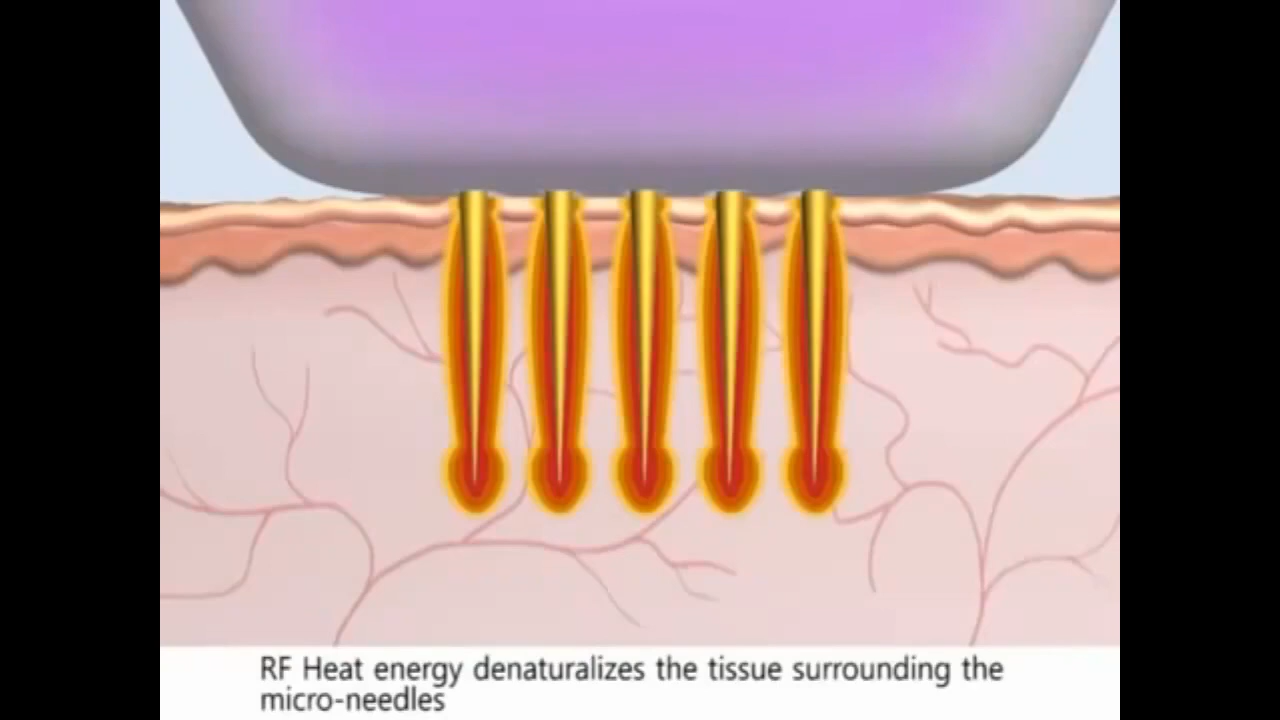 RF Heat energy denaturalizes the tissue surrounding the
micro-needles